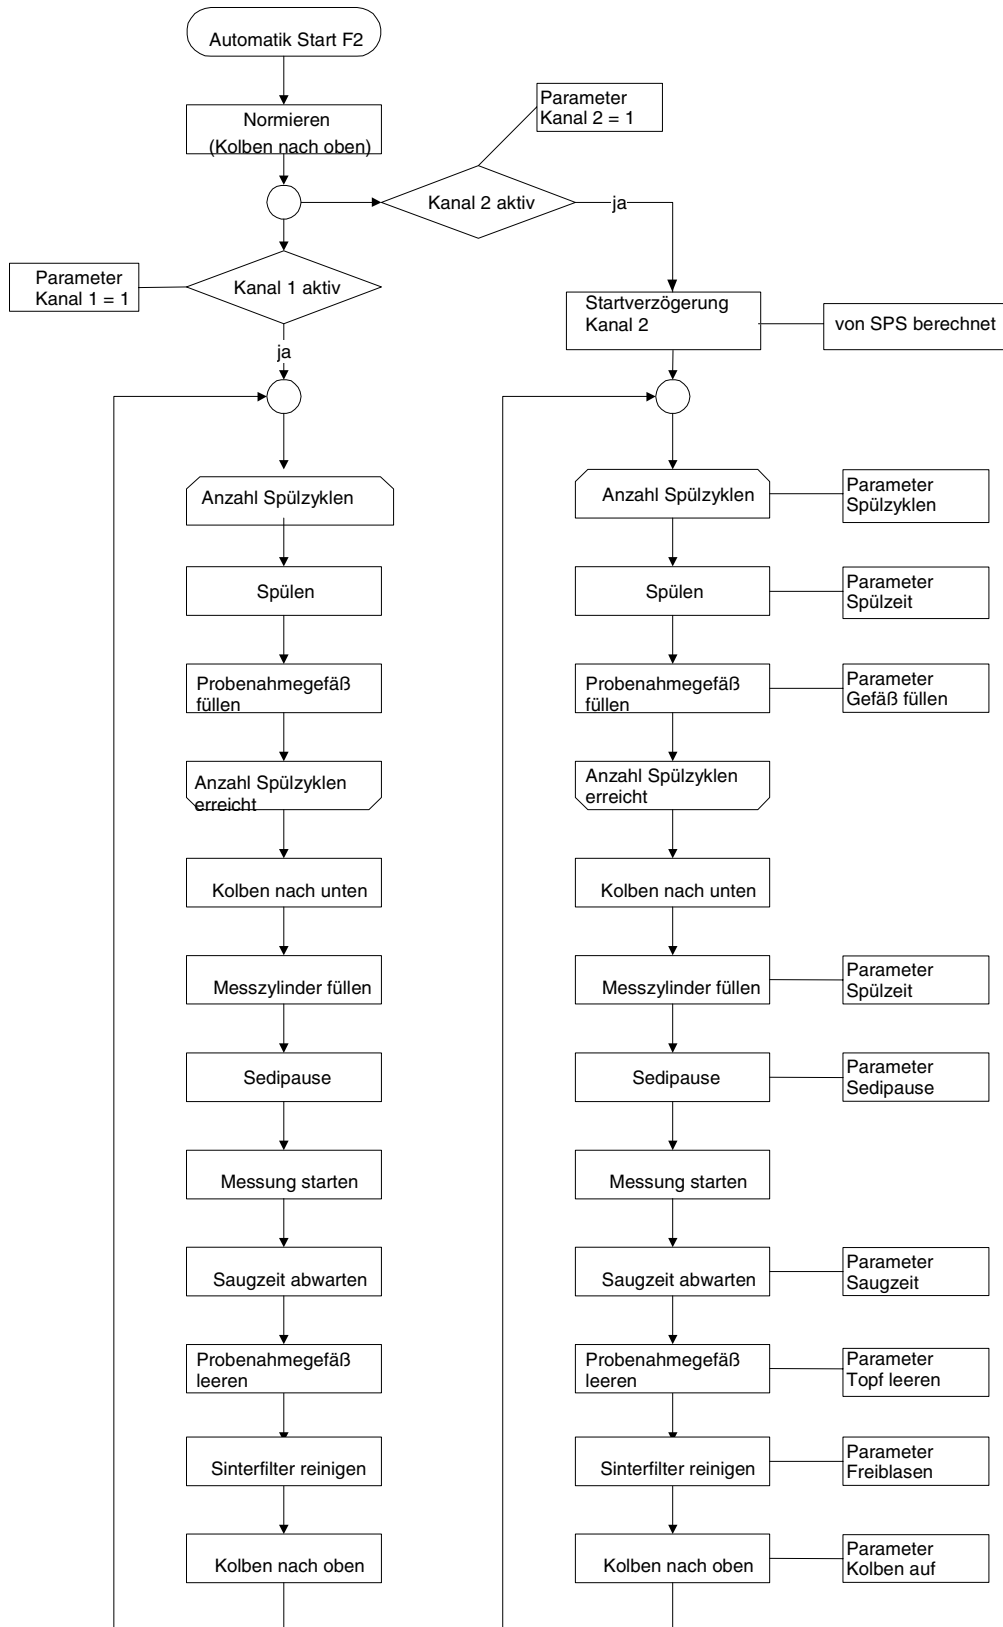 Automatik Start F2
Normieren
(Kolben nach oben)
Parameter
Kanal 2 = 1
Kanal 2 aktiv
ja
Parameter
Kanal 1 = 1
Kanal 1 aktiv
ja
Startverzögerung
Kanal 2
von SPS berechnet
Anzahl Spülzyklen
Anzahl Spülzyklen
Parameter
Spülzyklen
Spülen
Spülen
Parameter
Spülzeit
Probenahmegefäß
füllen
Probenahmegefäß
füllen
Parameter
Gefäß füllen
Anzahl Spülzyklen
erreicht
Anzahl Spülzyklen
erreicht
Kolben nach unten
Kolben nach unten
Messzylinder füllen
Messzylinder füllen
Parameter
Spülzeit
Sedipause
Sedipause
Parameter
Sedipause
Messung starten
Messung starten
Saugzeit abwarten
Saugzeit abwarten
Parameter
Saugzeit
Probenahmegefäß
leeren
Probenahmegefäß
leeren
Parameter
Topf leeren
Sinterfilter reinigen
Sinterfilter reinigen
Parameter
Freiblasen
Kolben nach oben
Kolben nach oben
Parameter
Kolben auf